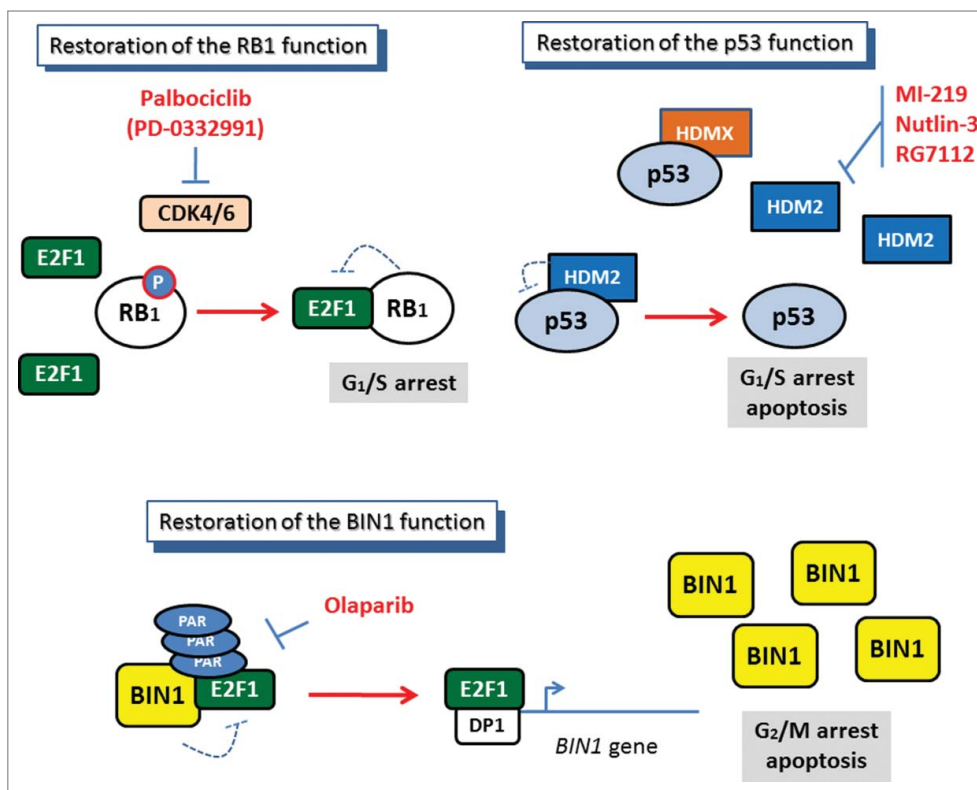 Restoration of the RB1 function
Palbociclib
(PD-0332991)
CDK4/6
E2F1
P
RB1
E2F1
E2F1
RB1
G1/S arrest
Restoration of the p53 function
MI-219
Nutlin-3
RG7112
HDMX
p53
HDM2
HDM2
HDM2
p53
p53
G1/S arrest
apoptosis
Restoration of the BIN1 function
Olaparib
PAR
PAR
PAR
BIN1
E2F1
E2F1
DP1
BIN1 gene
BIN1
BIN1
BIN1
BIN1
G2/M arrest
apoptosis